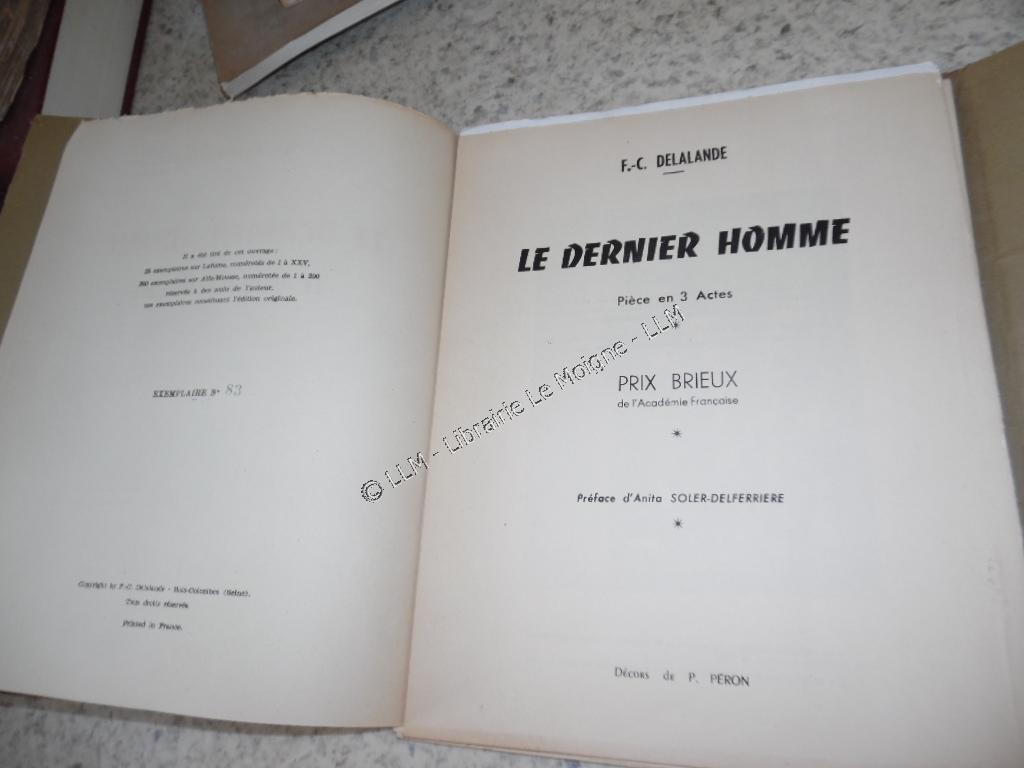 Il a été tiré de cet ouvrage :
25 exemplaires sur Lafuma, numérotés de I à XXV,
exemplaires sur Alfa-Mousse, numérotés de 1 à
réservés à des amis de l'auteur.
ces exemplaires constituant l'édition originale.
EXEMPLAIRE N° 83
Copyright by F.-C. Delalande - Bois-Colombes (Seine).
Tous droits réservés
Printed in France.
F.-C. DELALANDE
LE DERNIER HOMME
Pièce en 3 Actes
PRIX BRIEUX
de l'Académie Française
Préface d'Anita SOLER-DELFERRIERE
Décors de P. PÉRON
© LLM - Librairie Le Moigne - LLM